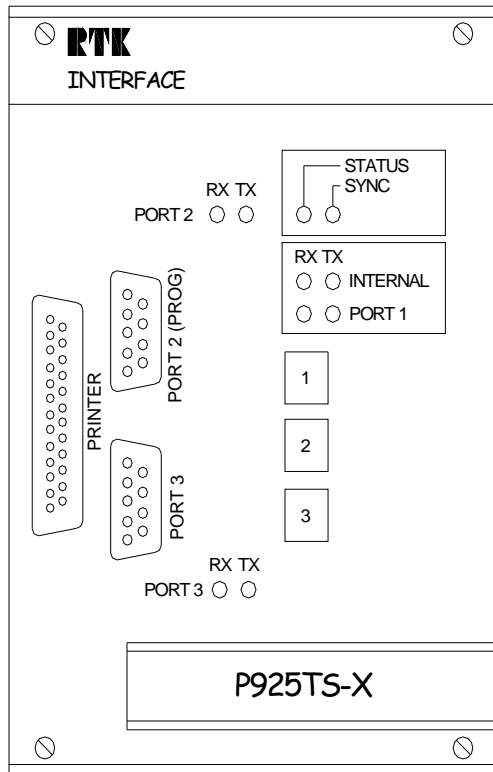 RTK
INTERFACE
STATUS
SYNC
RX TX
PORT 2
RX TX
INTERNAL
PORT 1
PORT 2 (PROG)
PRINTER
1
2
3
PORT 3
RX TX
PORT 3
P925TS-X